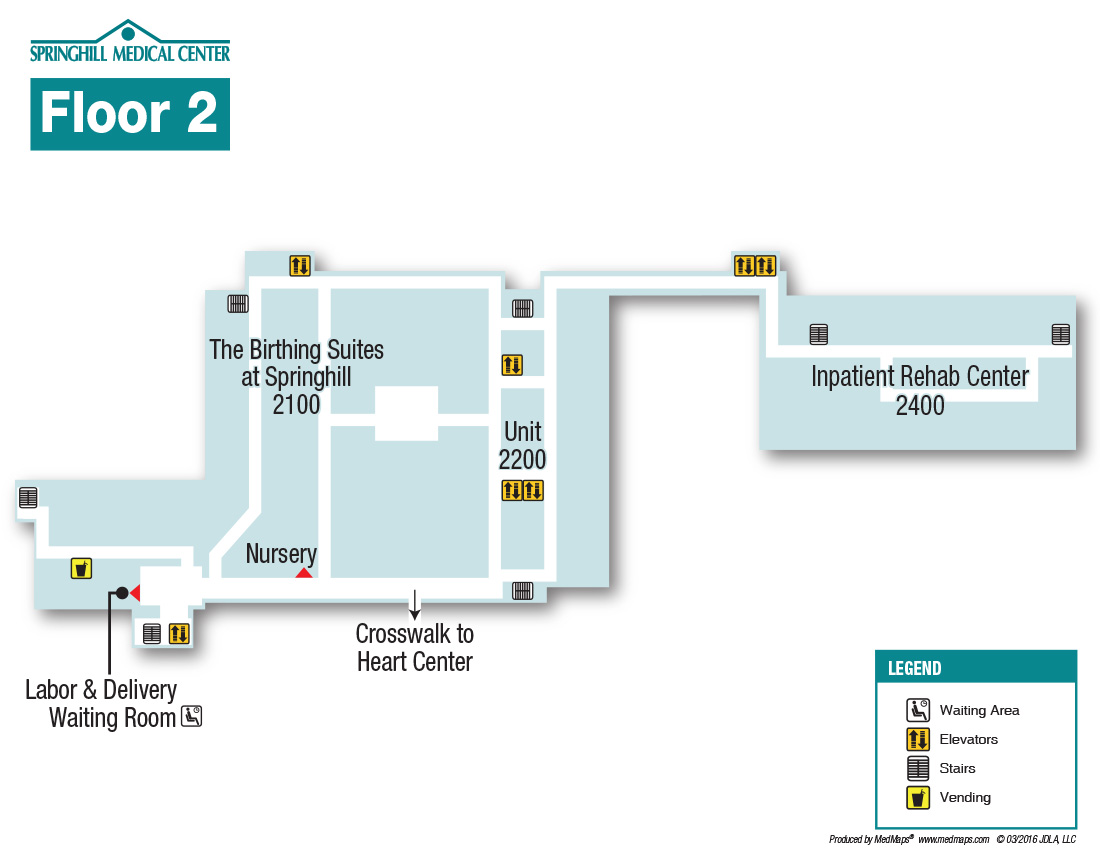 SPRINGHILL MEDICAL CENTER
Floor 2
The Birthing Suites
at Springhill
2100
Inpatient Rehab Center
2400
Unit
2200
Nursery
Crosswalk to
Heart Center
Labor & Delivery
Waiting Room
LEGEND
Waiting Area
Elevators
Stairs
Vending
Produced by MedMaps® www.medmaps.com © 03/2016 JDLA, LLC